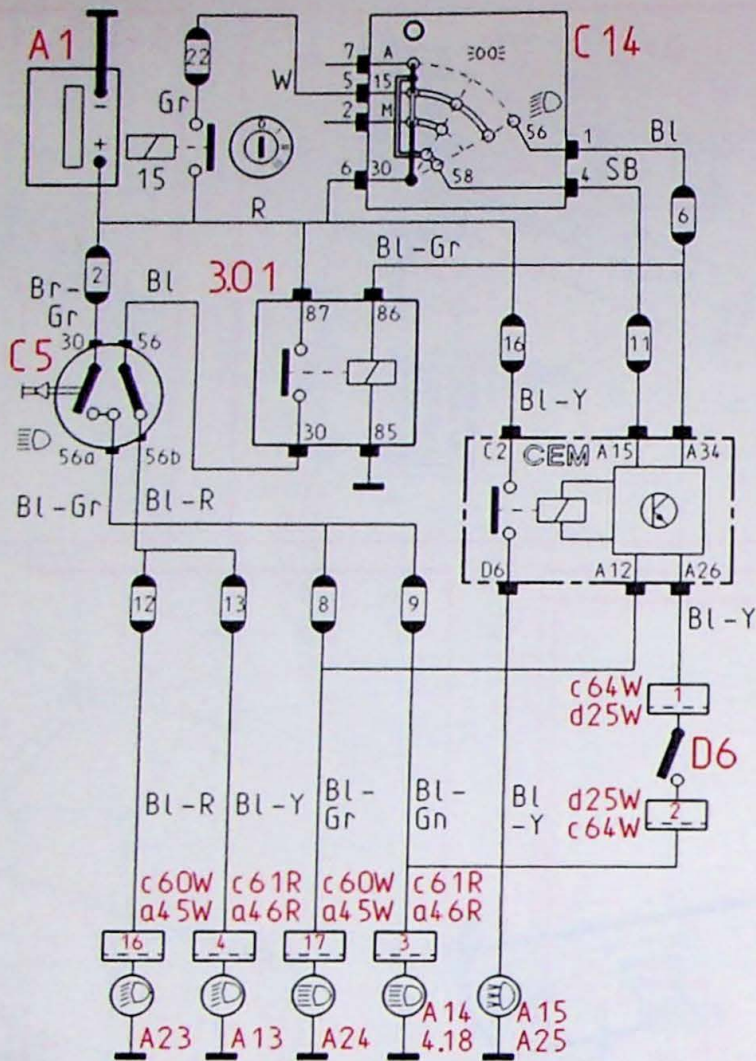 A1
22
7 A
C14
W
5 15
Gr
2 M
56
1
Bl
15
6 30
58
4
SB
R
6
2
Bl
Bl-Gr
3.01
Br-
Gr
87 86
16
11
30 56
C5
Bl-Y
30 85
C2 CEM A15 A34
56a 56b
Bl-Gr
Bl-R
D6 A12 A26
12
13
8
9
Bl-Y
c64W
d25W
1
D6
Bl-R
Bl-Y
Bl-
Gr
Bl-
Gn
Bl
-Y
d25W
c64W
2
c60W c61R c60W c61R
a45W a46R a45W a46R
16 4 17 3
A23 A13 A24
A14
4.18
A15
A25